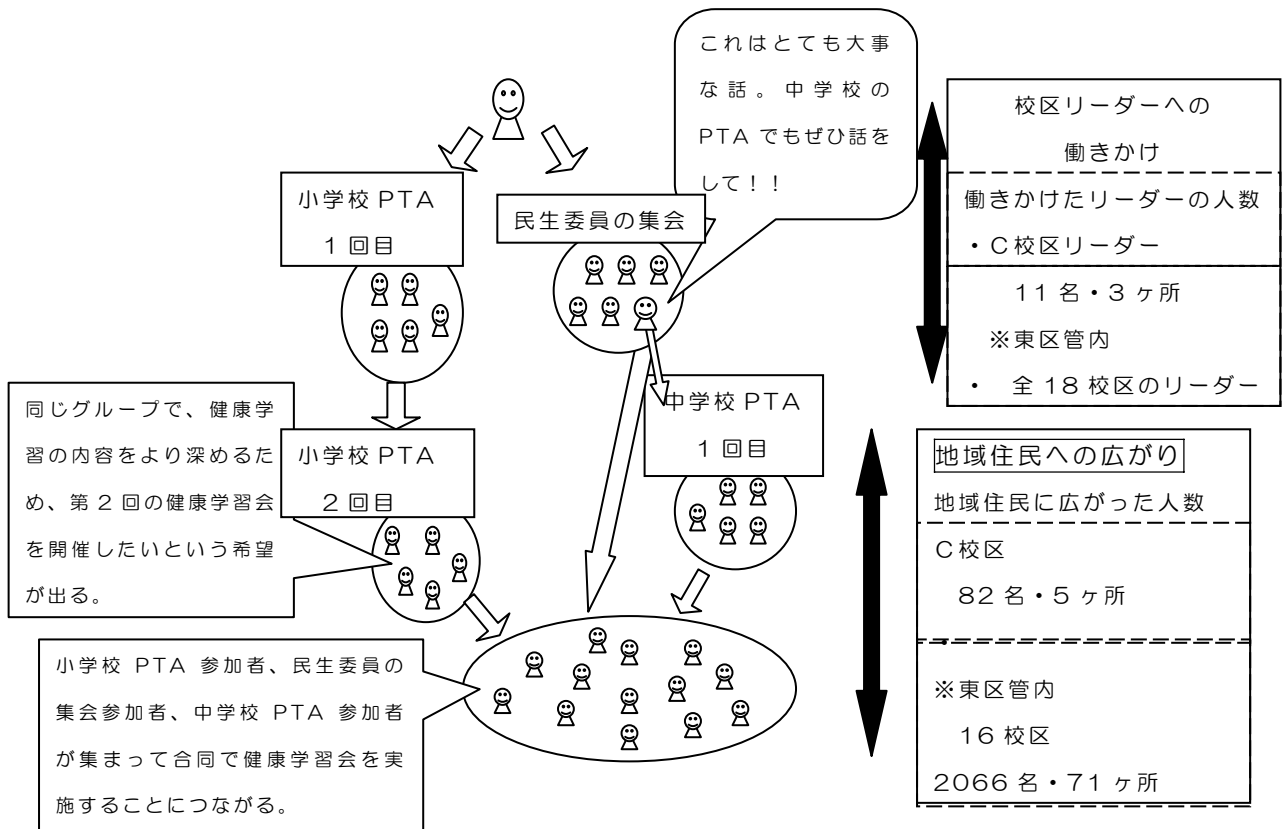 これはとても大事
な話。中学校の
PTAでもぜひ話を
して！！
校区リーダーへの
働きかけ
働きかけたリーダーの人数
・C校区リーダー
11名・3ヶ所
※東区管内
・ 全18校区のリーダー
小学校PTA
1回目
民生委員の集会
同じグループで、健康学
習の内容をより深めるた
め、第2回の健康学習会
を開催したいという希望
が出る。
小学校PTA
2回目
中学校PTA
1回目
地域住民への広がり
地域住民に広がった人数
C校区
82名・5ヶ所
・
※東区管内
16校区
2066名・71ヶ所
小学校PTA 参加者、民生委員の
集会参加者、中学校PTA 参加者
が集まって合同で健康学習会を実
施することにつながる。